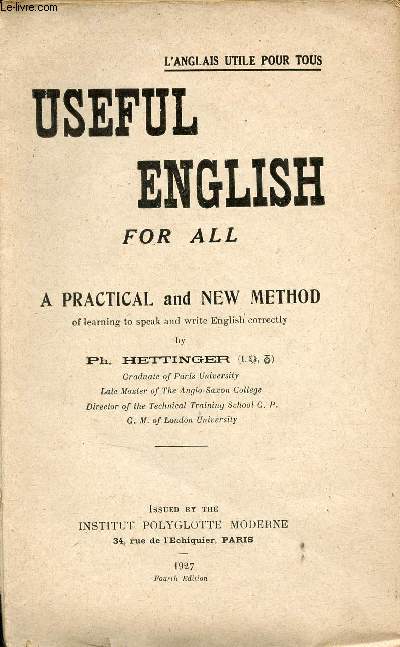 Le-livre.com
L'ANGLAIS UTILE POUR TOUS
USEFUL
ENGLISH
FOR ALL
A PRACTICAL and NEW METHOD
of learning to speak and write English correctly
by
Ph. HETTINGER
Graduate of Paris University
Late Master of The Anglo-Saxon College
Director of the Technical Training School G. P.
G. M. of London University
ISSUED BY THE
INSTITUT POLYGLOTTE MODERNE
34, rue de l'Echiquier, PARIS
1927
Fourth Edition